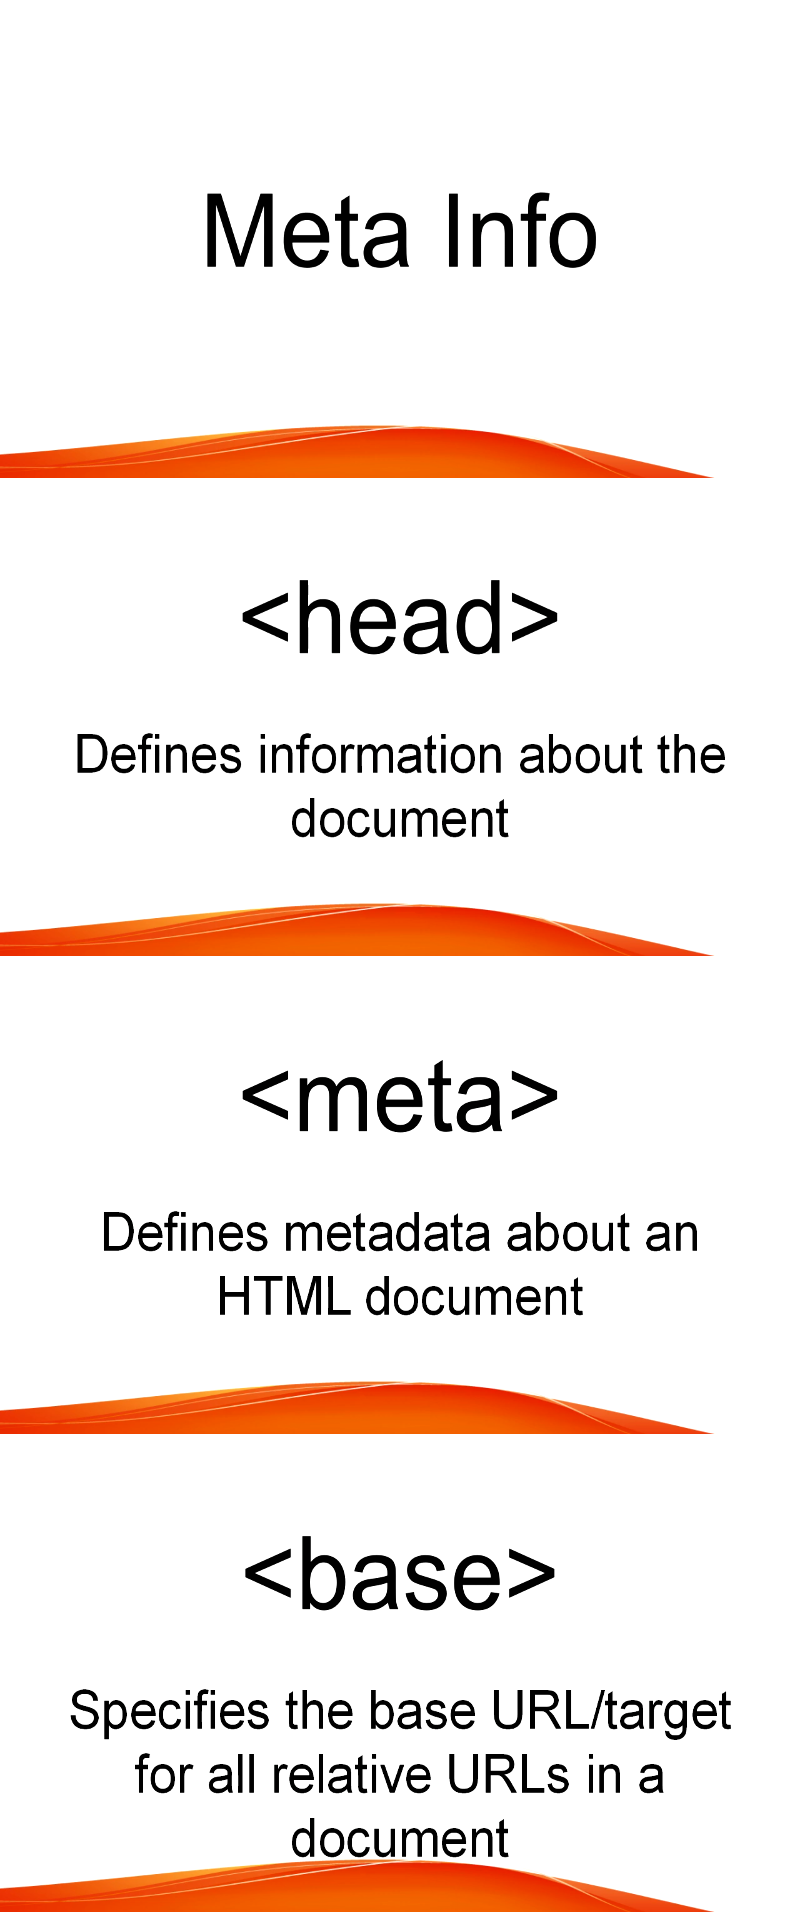 Meta Info
<head>
Defines information about the
document
<meta>
Defines metadata about an
HTML document
<base>
Specifies the base URL/target
for all relative URLs in a
document